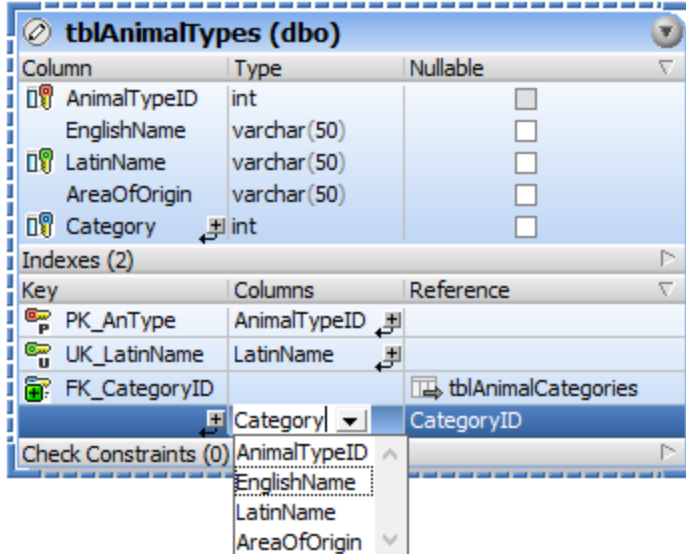 tblAnimalTypes (dbo)
Column Type Nullable
AnimalTypeID int
EnglishName varchar(50)
LatinName varchar(50)
AreaOfOrigin varchar(50)
Category int
Indexes (2)
Key Columns Reference
P PK_AnType AnimalTypeID
U UK_LatinName LatinName
FK_CategoryID tblAnimalCategories
Category CategoryID
Check Constraints (0) AnimalTypeID
EnglishName
LatinName
AreaOfOrigin